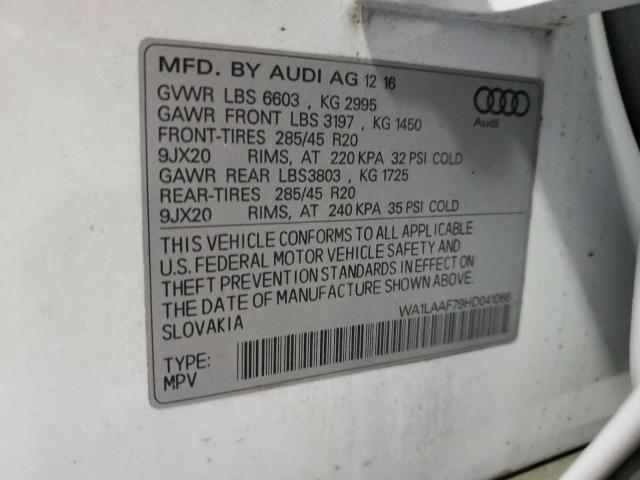 MFD. BY AUDI AG 12 16
GVWR LBS 6603 , KG 2995
GAWR FRONT LBS 3197 , KG 1450
FRONT-TIRES 285/45 R20
9JX20 RIMS, AT 220 KPA 32 PSI COLD
GAWR REAR LBS3803 , KG 1725
REAR-TIRES 285/45 R20
9JX20 RIMS, AT 240 KPA 35 PSI COLD
Audi
THIS VEHICLE CONFORMS TO ALL APPLICABLE
U.S. FEDERAL MOTOR VEHICLE SAFETY AND
THEFT PREVENTION STANDARDS IN EFFECT ON
THE DATE OF MANUFACTURE SHOWN ABOVE.
SLOVAKIA
WA1LAAF79HD041066
TYPE:
MPV